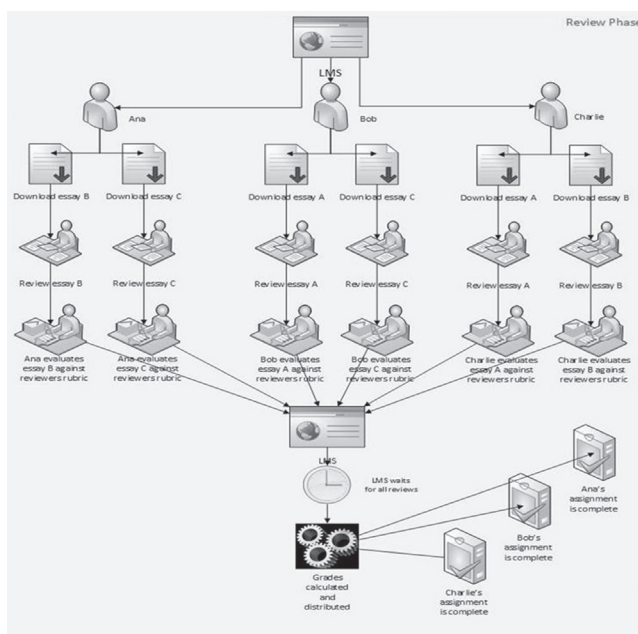 Review Phase
LMS
Ana
Bob
Charlie
Download essay B
Download essay C
Download essay A
Download essay C
Download essay A
Download essay B
Review essay B
Review essay C
Review essay A
Review essay C
Review essay A
Review essay B
Ana evaluates
essay B against
reviewers rubric
Ana evaluates
essay C against
reviewers rubric
Bob evaluates
essay A against
reviewers rubric
Bob evaluates
essay C against
reviewers rubric
Charlie evaluates
essay A against
reviewers rubric
Charlie evaluates
essay B against
reviewers rubric
LMS
LMS waits
for all reviews
Ana's
assignment
is complete
Bob's
assignment
is complete
Grades
calculated
and
distributed
Charlie's
assignment
is complete